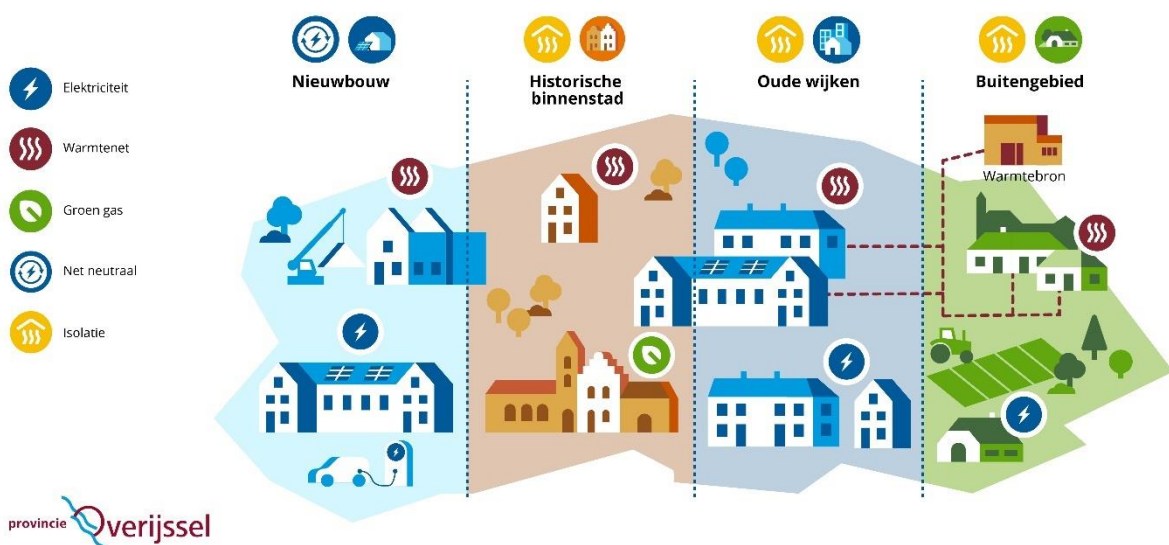 Nieuwbouw
Historische
binnenstad
Oude wijken
Buitengebied
Elektriciteit
Warmtenet
Groen gas
Net neutraal
Isolatie
Warmtebron
provincie Overijssel